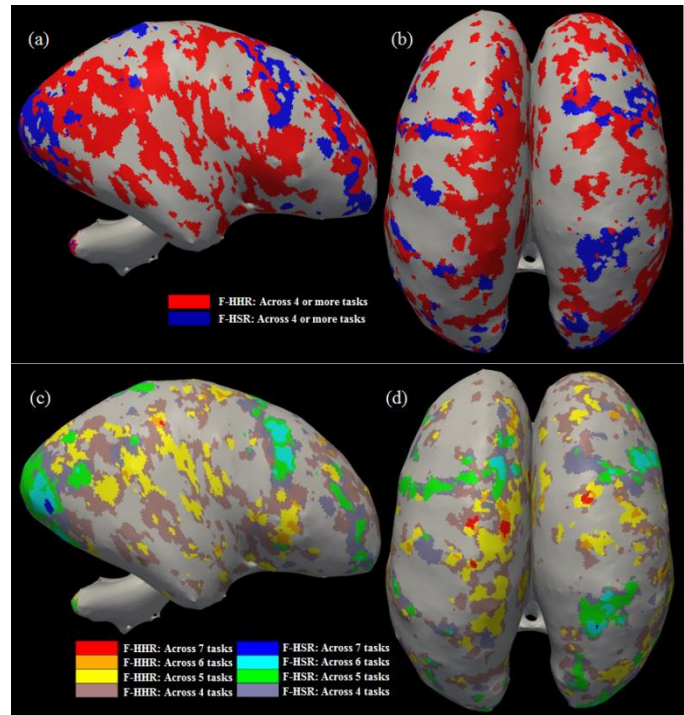 (a) (b)
F-HHR: Across 4 or more tasks
F-HSR: Across 4 or more tasks
(c) (d)
F-HHR: Across 7 tasks F-HSR: Across 7 tasks
F-HHR: Across 6 tasks F-HSR: Across 6 tasks
F-HHR: Across 5 tasks F-HSR: Across 5 tasks
F-HHR: Across 4 tasks F-HSR: Across 4 tasks